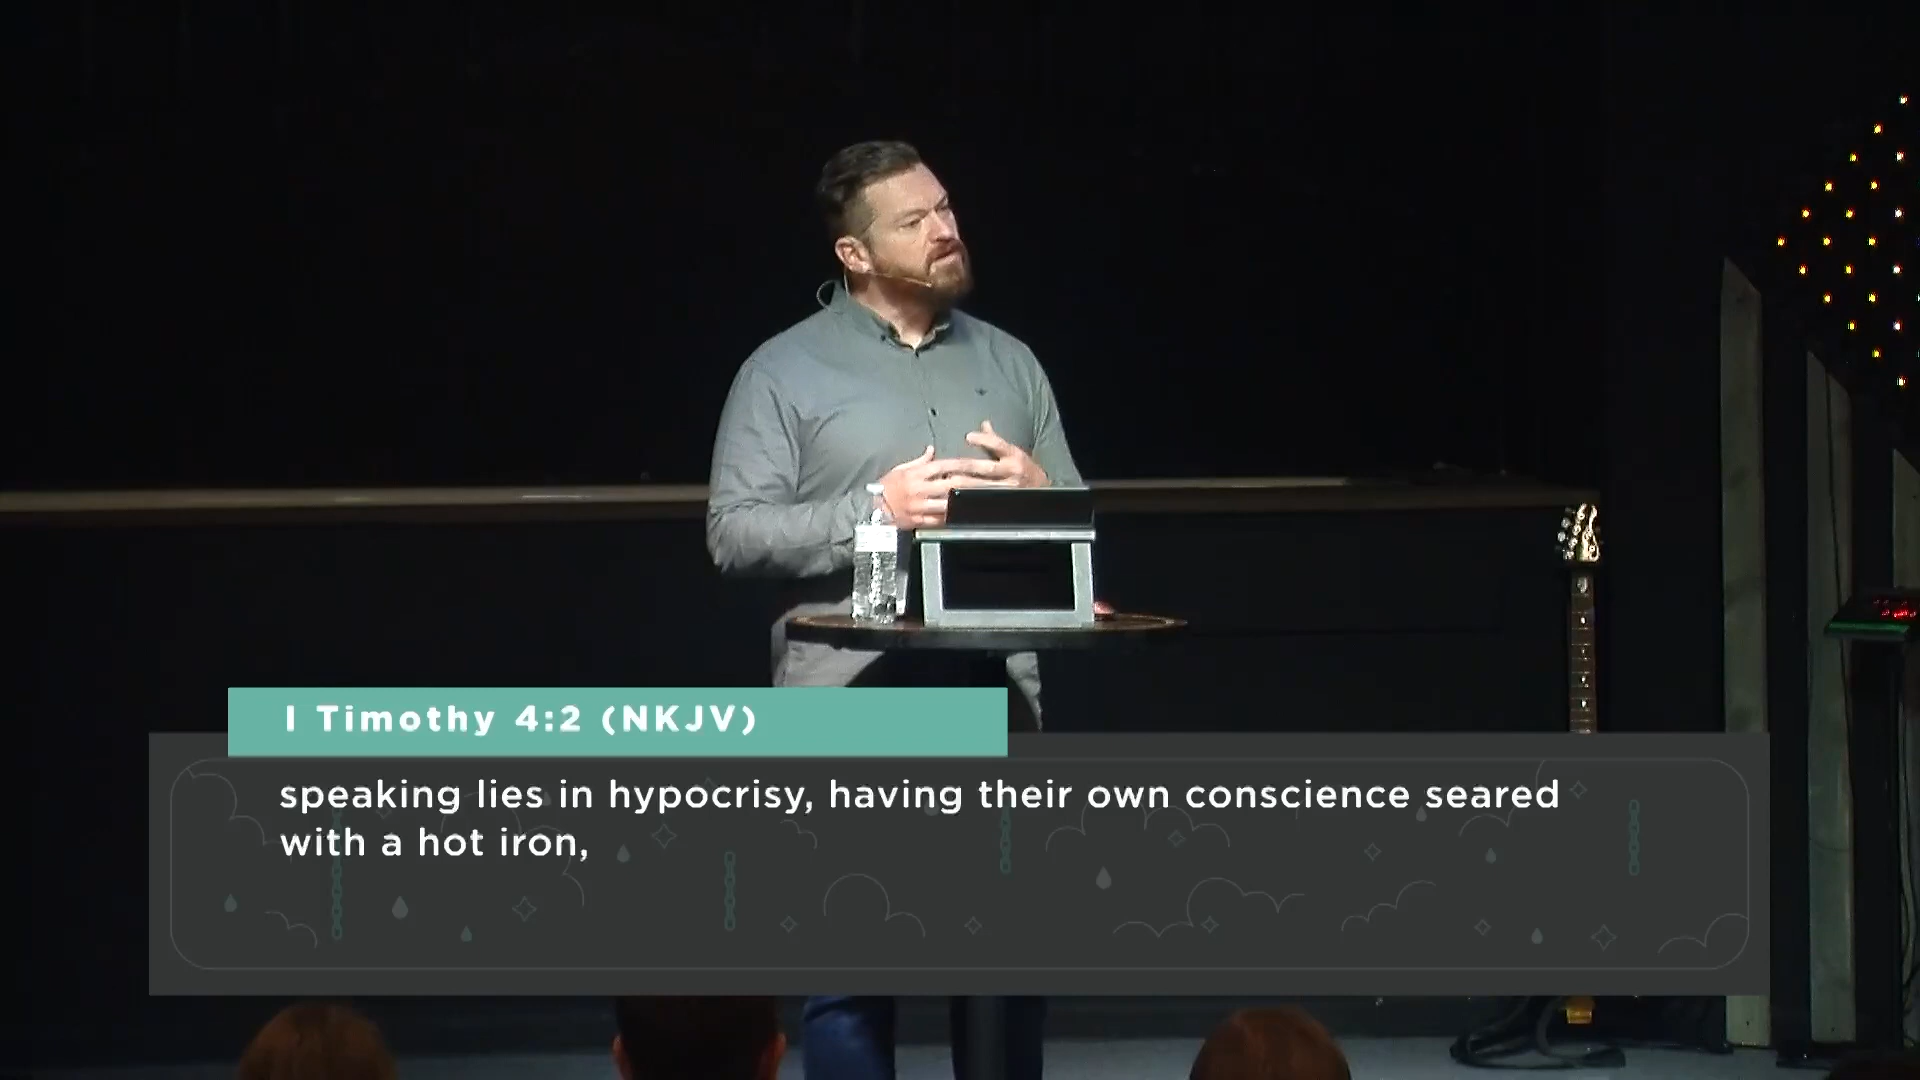 I Timothy 4:2 (NKJV)
speaking lies in hypocrisy, having their own conscience seared
with a hot iron,